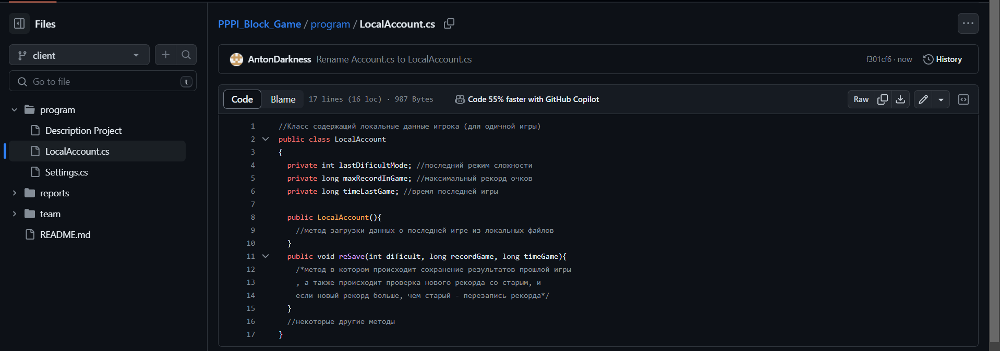 Files
client
Go to file
t
program
Description Project
LocalAccount.cs
Settings.cs
reports
team
README.md
PPPI_Block_Game / program / LocalAccount.cs
AntonDarkness Rename Account.cs to LocalAccount.cs f301cf6 · now History
Code Blame 17 lines (16 loc) · 987 Bytes Code 55% faster with GitHub Copilot Raw
1 //Класс содержащий локальные данные игрока (для одичной игры)
2 public class LocalAccount
3 {
4 private int lastDificultMode; //последний режим сложности
5 private long maxRecordInGame; //максимальный рекорд очков
6 private long timeLastGame; //время последней игры
7
8 public LocalAccount(){
9 //метод загрузки данных о последней игре из локальных файлов
10 }
11 public void reSave(int dificult, long recordGame, long timeGame){
12 /*метод в котором происходит сохранение результатов прошлой игры
13 , а также происходит проверка нового рекорда со старым, и
14 если новый рекорд больше, чем старый - перезапись рекорда*/
15 }
16 //некоторые другие методы
17 }